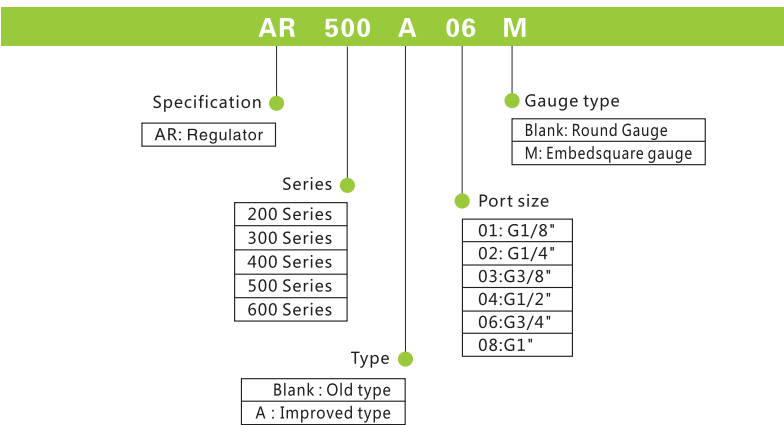 AR 500 A 06 M
Specification
AR: Regulator
Series
200 Series
300 Series
400 Series
500 Series
600 Series
Type
Blank : Old type
A : Improved type
Port size
01: G1/8"
02: G1/4"
03:G3/8"
04:G1/2"
06:G3/4"
08:G1"
Gauge type
Blank: Round Gauge
M: Embedsquare gauge